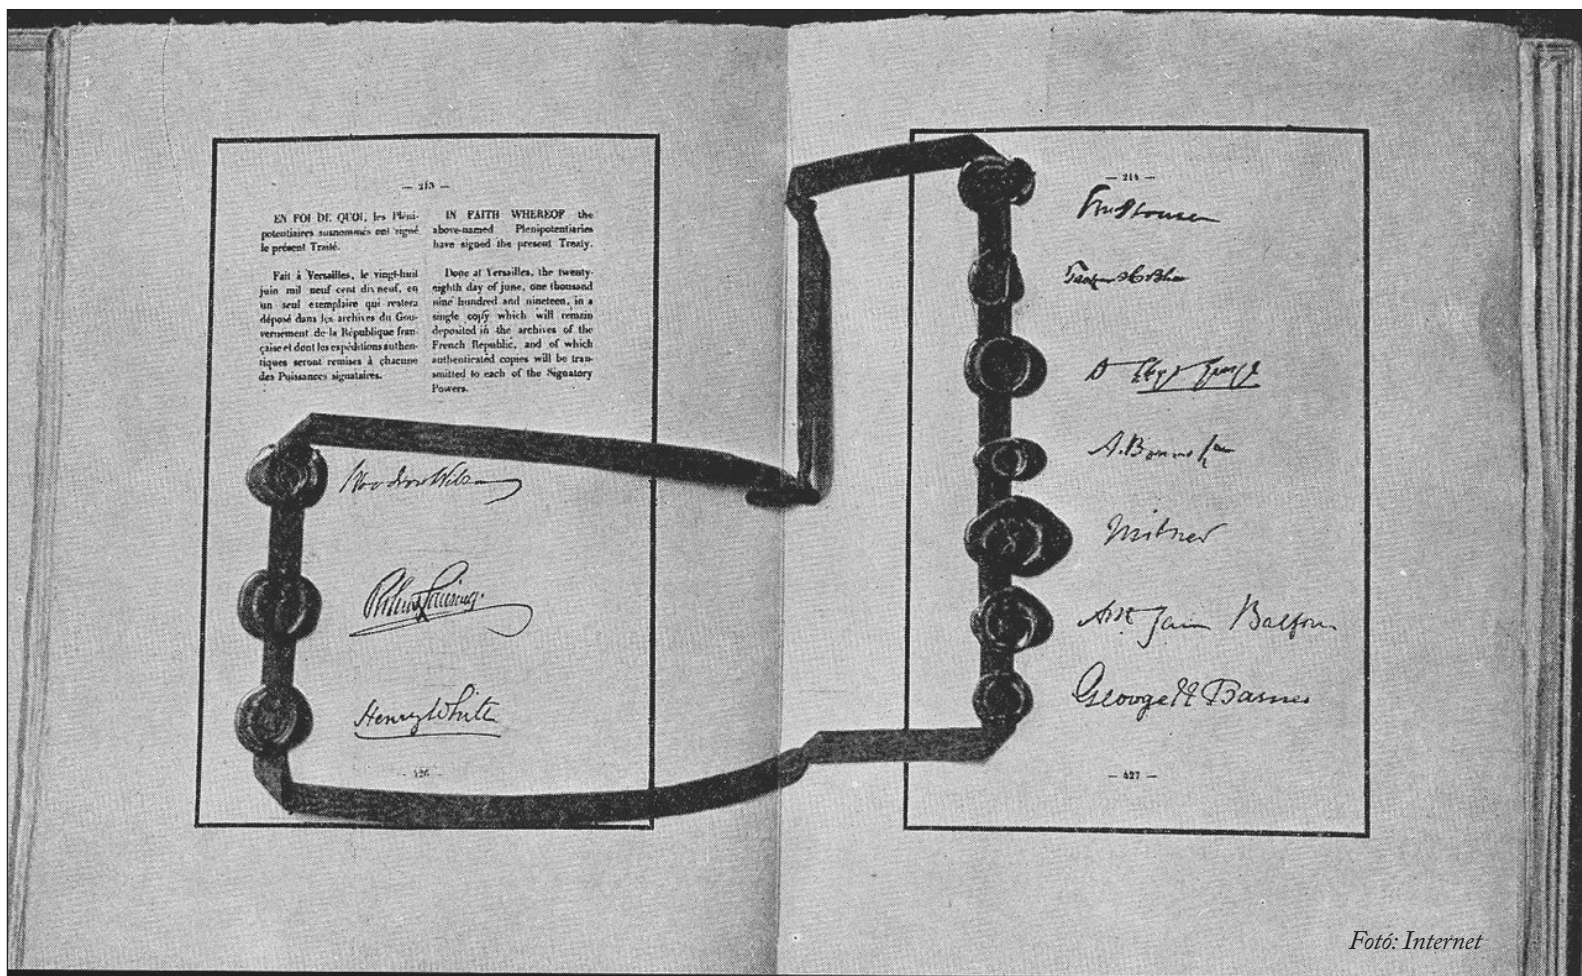 — 213 —
EN FOI DE QUOI, les Pléni-
potentiaires susnommés ont signé
le présent Traité.
Fait à Versailles, le vingt-huit
juin mil neuf cent dix neuf, en
un seul exemplaire qui restera
déposé dans les archives du Gou-
vernement de la République fran-
çaise et dont les expéditions authen-
tiques seront remises à chacune
des Puissances signataires.
IN FAITH WHEREOF the
above-named Plenipotentiaries
have signed the present Treaty.
Done at Versailles, the twenty-
eighth day of june, one thousand
nine hundred and nineteen, in a
single copy which will remain
deposited in the archives of the
French Republic, and of which
authenticated copies will be tran-
smitted to each of the Signatory
Powers.
Woodrow Wilson
Robert Lansing.
Henry White
— 426 —
— 214 —
D Lloyd George
A. Bonar Law
Milner
Balfour
George N Barnes
— 427 —
Fotó: Internet